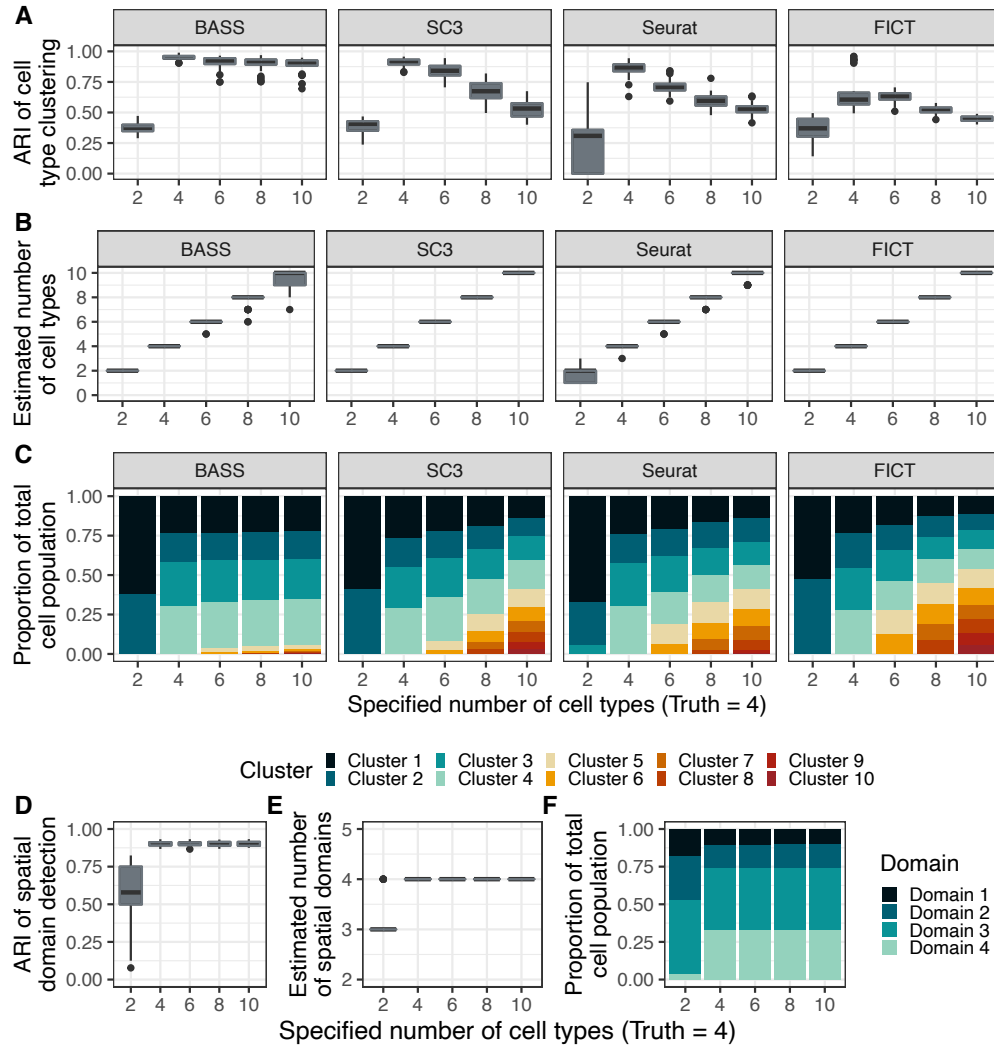 A
BASS SC3 Seurat FICT
ARI of cell
type clustering
1.00
0.75
0.50
0.25
0.00
2 4 6 8 10 2 4 6 8 10 2 4 6 8 10 2 4 6 8 10
B
BASS SC3 Seurat FICT
Estimated number
of cell types
10
8
6
4
2
0
2 4 6 8 10 2 4 6 8 10 2 4 6 8 10 2 4 6 8 10
C
BASS SC3 Seurat FICT
Proportion of total
cell population
1.00
0.75
0.50
0.25
0.00
2 4 6 8 10 2 4 6 8 10 2 4 6 8 10 2 4 6 8 10
Specified number of cell types (Truth = 4)
Cluster
Cluster 1 Cluster 3 Cluster 5 Cluster 7 Cluster 9
Cluster 2 Cluster 4 Cluster 6 Cluster 8 Cluster 10
D
ARI of spatial
domain detection
1.00
0.75
0.50
0.25
0.00
2 4 6 8 10
E
Estimated number
of spatial domains
5
4
3
2
2 4 6 8 10
F
Proportion of total
cell population
1.00
0.75
0.50
0.25
0.00
2 4 6 8 10
Domain
Domain 1
Domain 2
Domain 3
Domain 4
Specified number of cell types (Truth = 4)